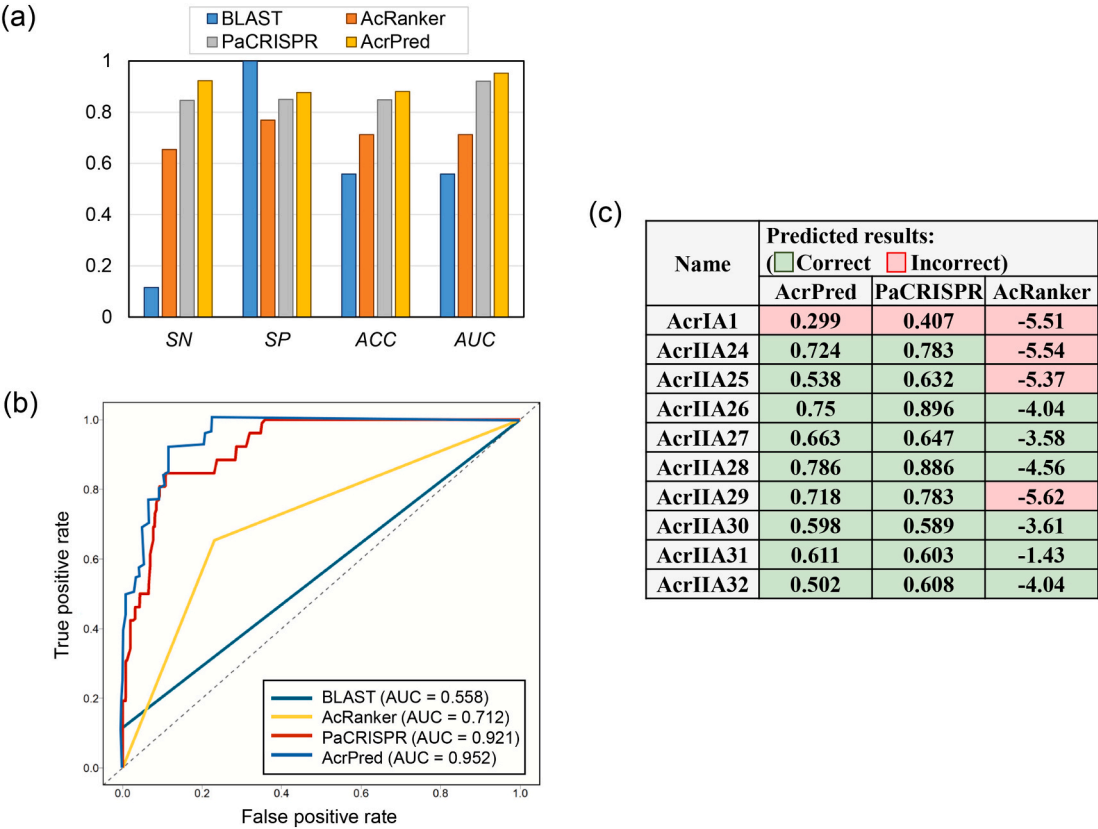 (a)
BLAST AcRanker
PaCRISPR AcrPred
1
0.8
0.6
0.4
0.2
0
SN SP ACC AUC
(b)
1.0
0.8
0.6
0.4
0.2
0.0
True positive rate
BLAST (AUC = 0.558)
AcRanker (AUC = 0.712)
PaCRISPR (AUC = 0.921)
AcrPred (AUC = 0.952)
0.0 0.2 0.4 0.6 0.8 1.0
False positive rate
(c)
Name
Predicted results:
(Correct Incorrect)
AcrPred PaCRISPR AcRanker
AcrIA1 0.299 0.407 -5.51
AcrIIA24 0.724 0.783 -5.54
AcrIIA25 0.538 0.632 -5.37
AcrIIA26 0.75 0.896 -4.04
AcrIIA27 0.663 0.647 -3.58
AcrIIA28 0.786 0.886 -4.56
AcrIIA29 0.718 0.783 -5.62
AcrIIA30 0.598 0.589 -3.61
AcrIIA31 0.611 0.603 -1.43
AcrIIA32 0.502 0.608 -4.04